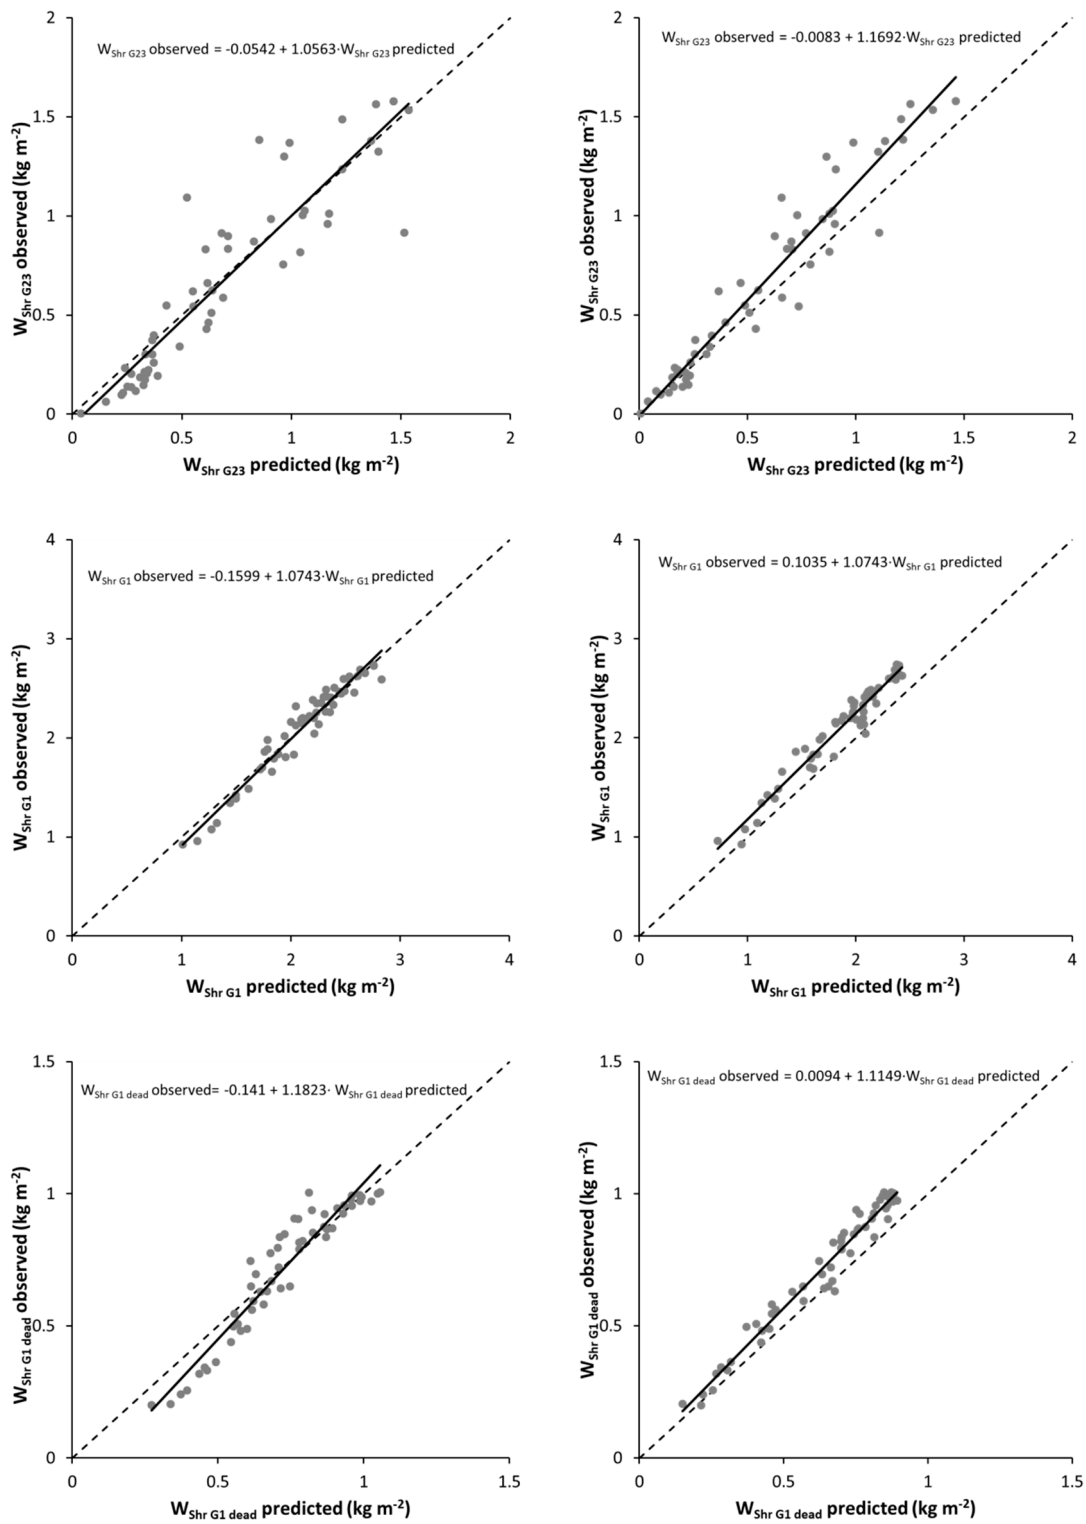 W_Shr G23 observed = -0.0542 + 1.0563·W_Shr G23 predicted
2
1.5
1
0.5
0
W_Shr G23 observed (kg m⁻²)
0 0.5 1 1.5 2
W_Shr G23 predicted (kg m⁻²)
W_Shr G23 observed = -0.0083 + 1.1692·W_Shr G23 predicted
2
1.5
1
0.5
0
W_Shr G23 observed (kg m⁻²)
0 0.5 1 1.5 2
W_Shr G23 predicted (kg m⁻²)
W_Shr G1 observed = -0.1599 + 1.0743·W_Shr G1 predicted
4
3
2
1
0
W_Shr G1 observed (kg m⁻²)
0 1 2 3 4
W_Shr G1 predicted (kg m⁻²)
W_Shr G1 observed = 0.1035 + 1.0743·W_Shr G1 predicted
4
3
2
1
0
W_Shr G1 observed (kg m⁻²)
0 1 2 3 4
W_Shr G1 predicted (kg m⁻²)
W_Shr G1 dead observed= -0.141 + 1.1823· W_Shr G1 dead predicted
1.5
1
0.5
0
W_Shr G1 dead observed (kg m⁻²)
0 0.5 1 1.5
W_Shr G1 dead predicted (kg m⁻²)
W_Shr G1 dead observed = 0.0094 + 1.1149·W_Shr G1 dead predicted
1.5
1
0.5
0
W_Shr G1 dead observed (kg m⁻²)
0 0.5 1 1.5
W_Shr G1 dead predicted (kg m⁻²)